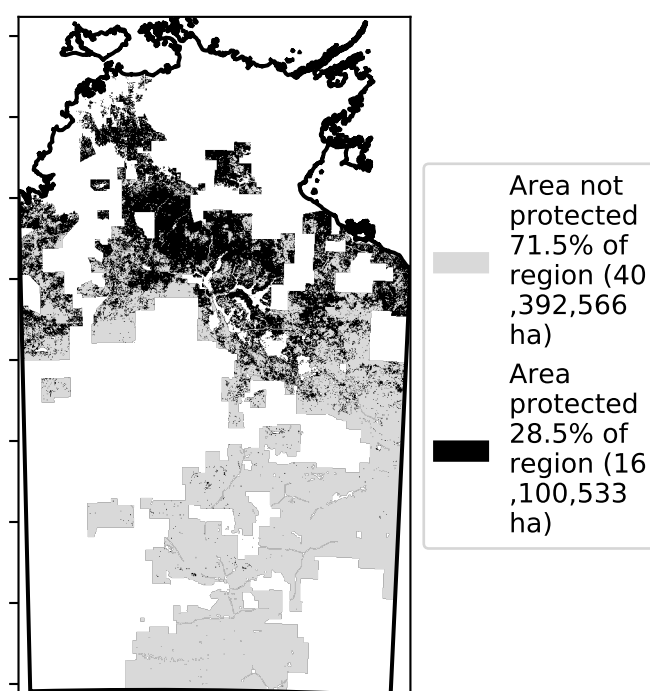 Area not
protected
71.5% of
region (40
,392,566
ha)
Area
protected
28.5% of
region (16
,100,533
ha)